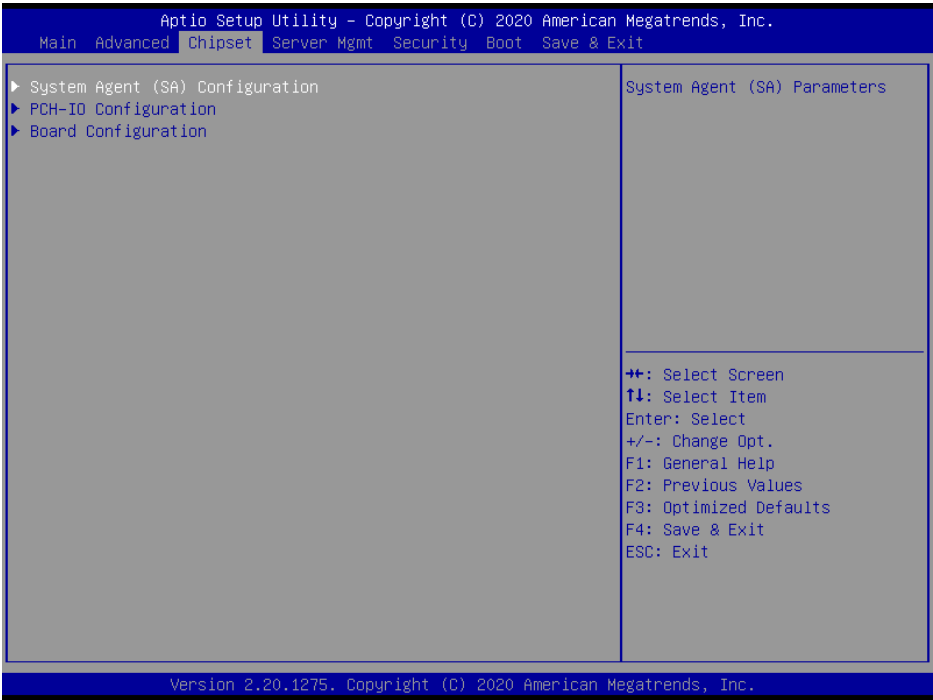 Aptio Setup Utility – Copyright (C) 2020 American Megatrends, Inc.
Main Advanced Chipset Server Mgmt Security Boot Save & Exit
System Agent (SA) Configuration
PCH-IO Configuration
Board Configuration
System Agent (SA) Parameters
→←: Select Screen
↑↓: Select Item
Enter: Select
+/-: Change Opt.
F1: General Help
F2: Previous Values
F3: Optimized Defaults
F4: Save & Exit
ESC: Exit
Version 2.20.1275. Copyright (C) 2020 American Megatrends, Inc.